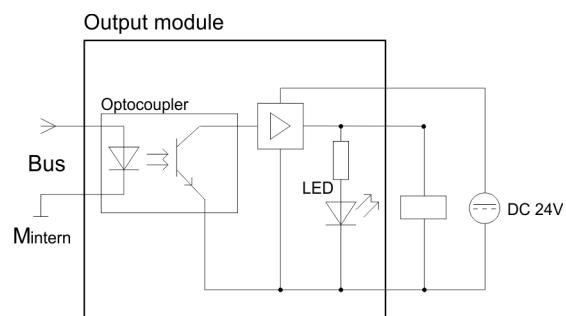 Output module
Optocoupler
Bus
LED
DC 24V
Mintern